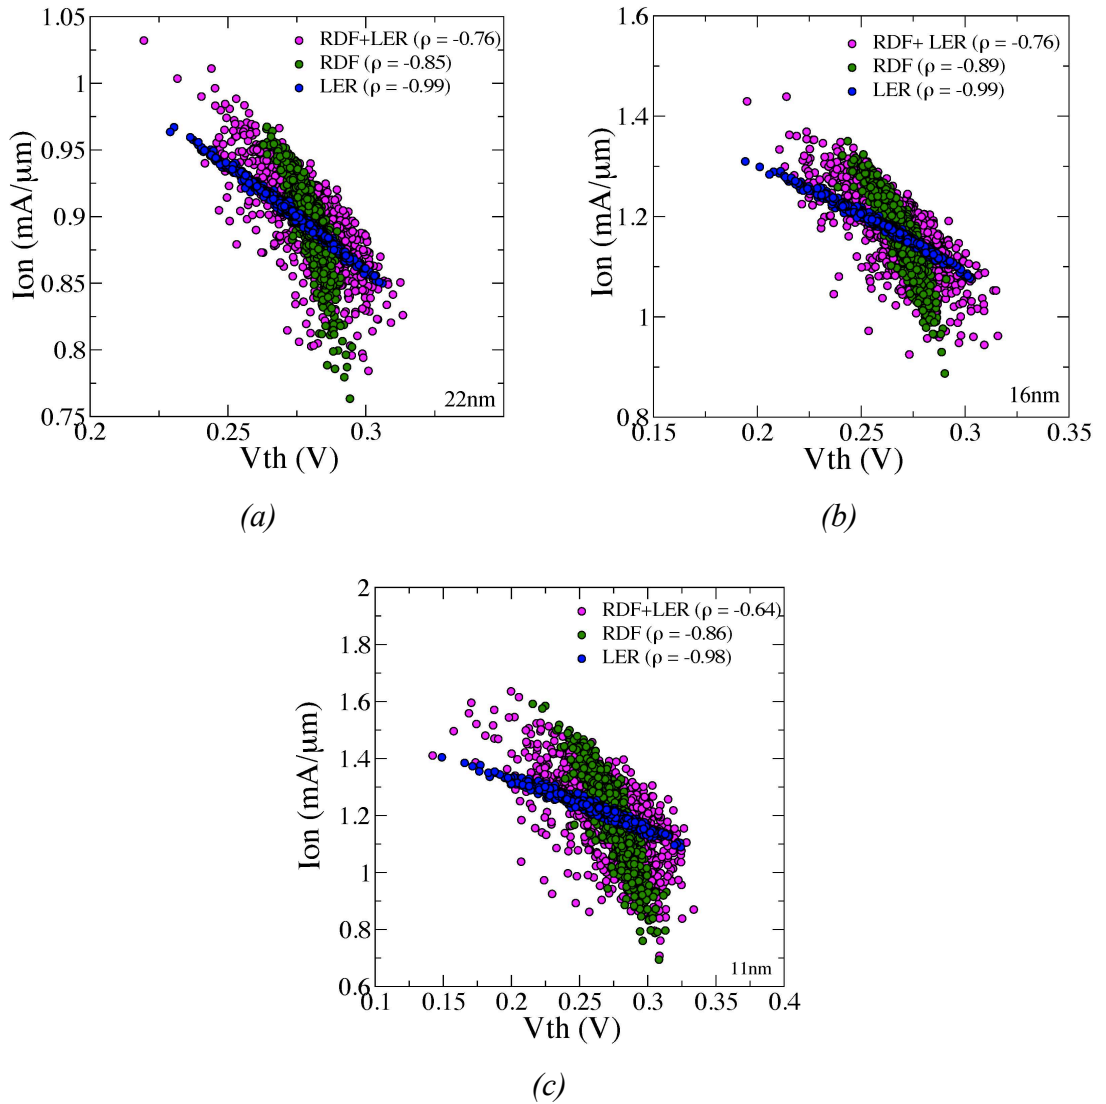 1.05
1
0.95
0.9
0.85
0.8
0.75
Ion (mA/μm)
RDF+LER (ρ = -0.76)
RDF (ρ = -0.85)
LER (ρ = -0.99)
22nm
0.2 0.25 0.3
Vth (V)
(a)
1.6
1.4
1.2
1
0.8
Ion (mA/μm)
RDF+ LER (ρ = -0.76)
RDF (ρ = -0.89)
LER (ρ = -0.99)
16nm
0.15 0.2 0.25 0.3 0.35
Vth (V)
(b)
2
1.8
1.6
1.4
1.2
1
0.8
0.6
Ion (mA/μm)
RDF+LER (ρ = -0.64)
RDF (ρ = -0.86)
LER (ρ = -0.98)
11nm
0.1 0.15 0.2 0.25 0.3 0.35 0.4
Vth (V)
(c)